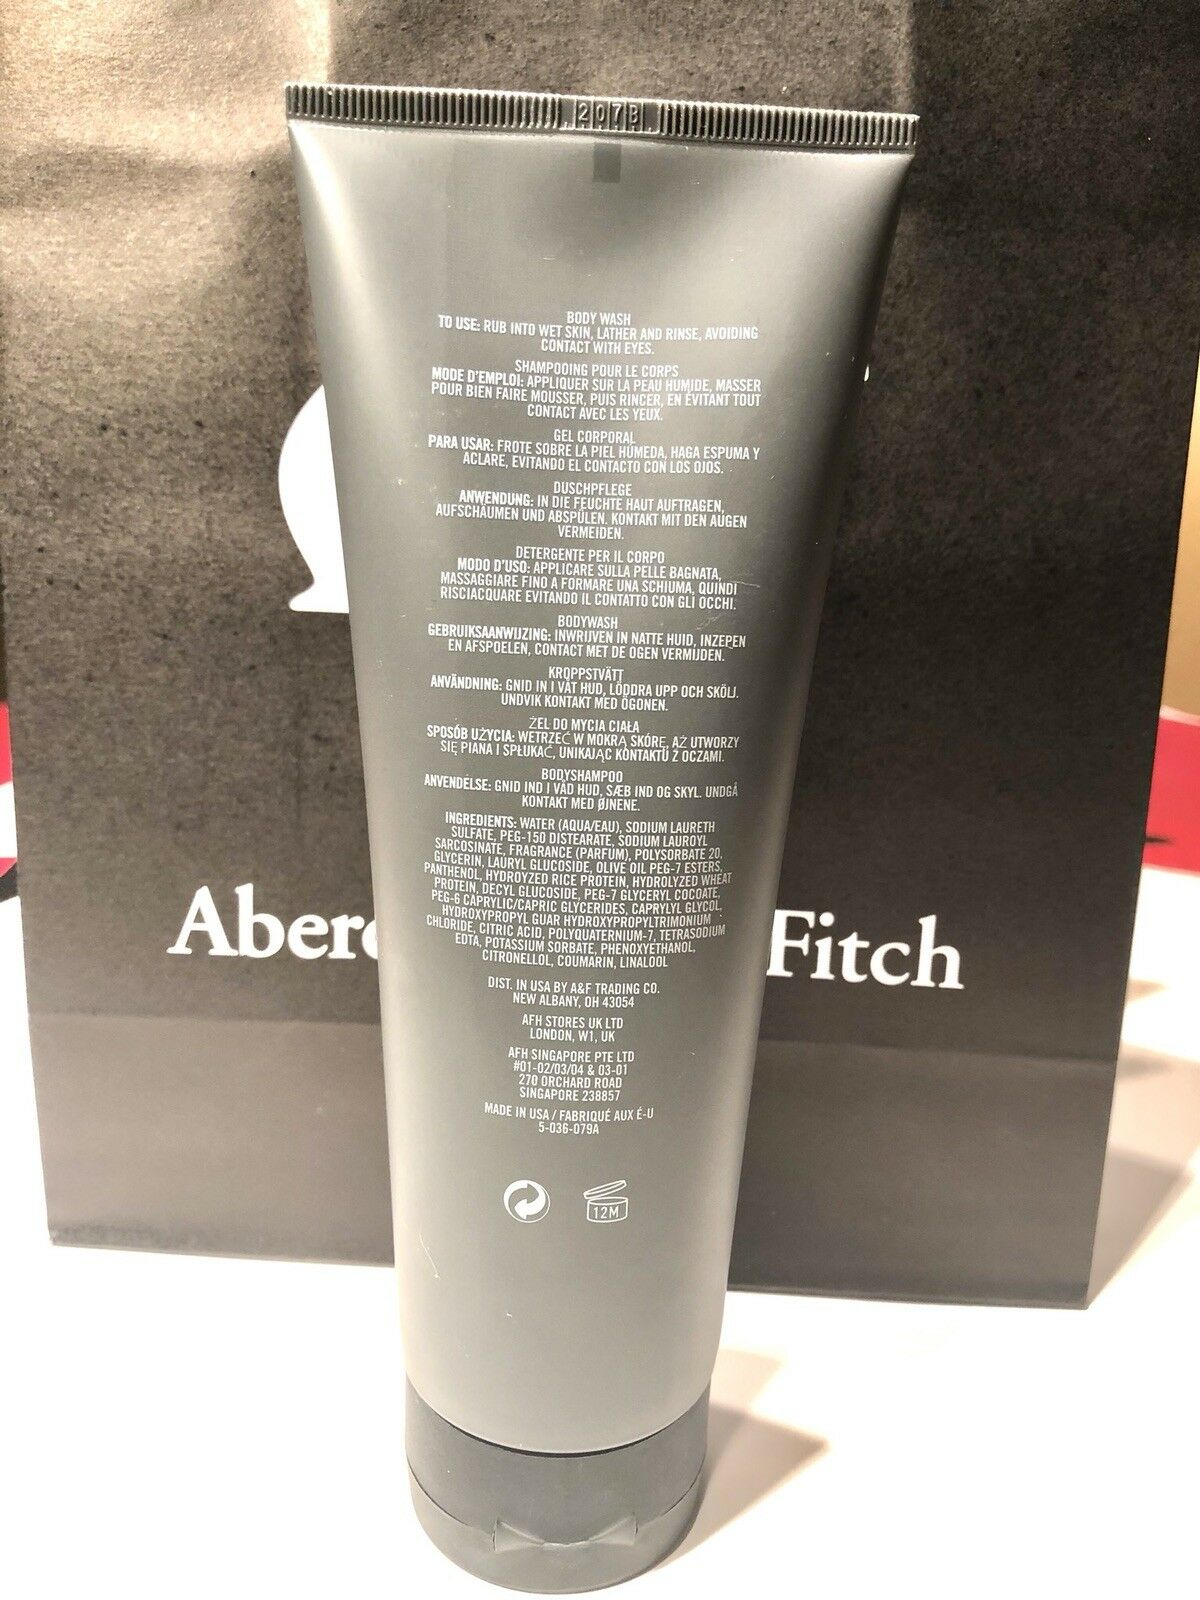 2073
BODY WASH
TO USE: RUB INTO WET SKIN, LATHER AND RINSE, AVOIDING
CONTACT WITH EYES.
SHAMPOOING POUR LE CORPS
MODE D'EMPLOI: APPLIQUER SUR LA PEAU HUMIDE, MASSER
POUR BIEN FAIRE MOUSSER, PUIS RINCER, EN ÉVITANT TOUT
CONTACT AVEC LES YEUX.
GEL CORPORAL
PARA USAR: FROTE SOBRE LA PIEL HÚMEDA, HAGA ESPUMA Y
ACLARE, EVITANDO EL CONTACTO CON LOS OJOS.
DUSCHPFLEGE
ANWENDUNG: IN DIE FEUCHTE HAUT AUFTRAGEN,
AUFSCHÄUMEN UND ABSPÜLEN. KONTAKT MIT DEN AUGEN
VERMEIDEN.
DETERGENTE PER IL CORPO
MODO D'USO: APPLICARE SULLA PELLE BAGNATA,
MASSAGGIARE FINO A FORMARE UNA SCHIUMA, QUINDI
RISCIACQUARE EVITANDO IL CONTATTO CON GLI OCCHI.
BODYWASH
GEBRUIKSAANWIJZING: INWRIJVEN IN NATTE HUID, INZEPEN
EN AFSPOELEN, CONTACT MET DE OGEN VERMIJDEN.
KROPPSTVÄTT
ANVÄNDNING: GNID IN I VÅT HUD, LÖDDRA UPP OCH SKÖLJ.
UNDVIK KONTAKT MED ÖGONEN.
ŻEL DO MYCIA CIAŁA
SPOSÓB UŻYCIA: WETRZEĆ W MOKRĄ SKÓRĘ, AŻ UTWORZY
SIĘ PIANA I SPŁUKAĆ, UNIKAJĄC KONTAKTU Z OCZAMI.
BODYSHAMPOO
ANVENDELSE: GNID IND I VÅD HUD, SÆB IND OG SKYL. UNDGÅ
KONTAKT MED ØJNENE.
INGREDIENTS: WATER (AQUA/EAU), SODIUM LAURETH
SULFATE, PEG-150 DISTEARATE, SODIUM LAUROYL
SARCOSINATE, FRAGRANCE (PARFUM), POLYSORBATE 20,
GLYCERIN, LAURYL GLUCOSIDE, OLIVE OIL PEG-7 ESTERS,
PANTHENOL, HYDROYZED RICE PROTEIN, HYDROLYZED WHEAT
PROTEIN, DECYL GLUCOSIDE, PEG-7 GLYCERYL COCOATE,
PEG-6 CAPRYLIC/CAPRIC GLYCERIDES, CAPRYLYL GLYCOL,
HYDROXYPROPYL GUAR HYDROXYPROPYLTRIMONIUM
CHLORIDE, CITRIC ACID, POLYQUATERNIUM-7, TETRASODIUM
EDTA, POTASSIUM SORBATE, PHENOXYETHANOL,
CITRONELLOL, COUMARIN, LINALOOL
DIST. IN USA BY A&F TRADING CO.
NEW ALBANY, OH 43054
AFH STORES UK LTD
LONDON, W1, UK
AFH SINGAPORE PTE LTD
#01-02/03/04 & 03-01
270 ORCHARD ROAD
SINGAPORE 238857
MADE IN USA / FABRIQUÉ AUX É-U
5-036-079A
12M
Aberc Fitch